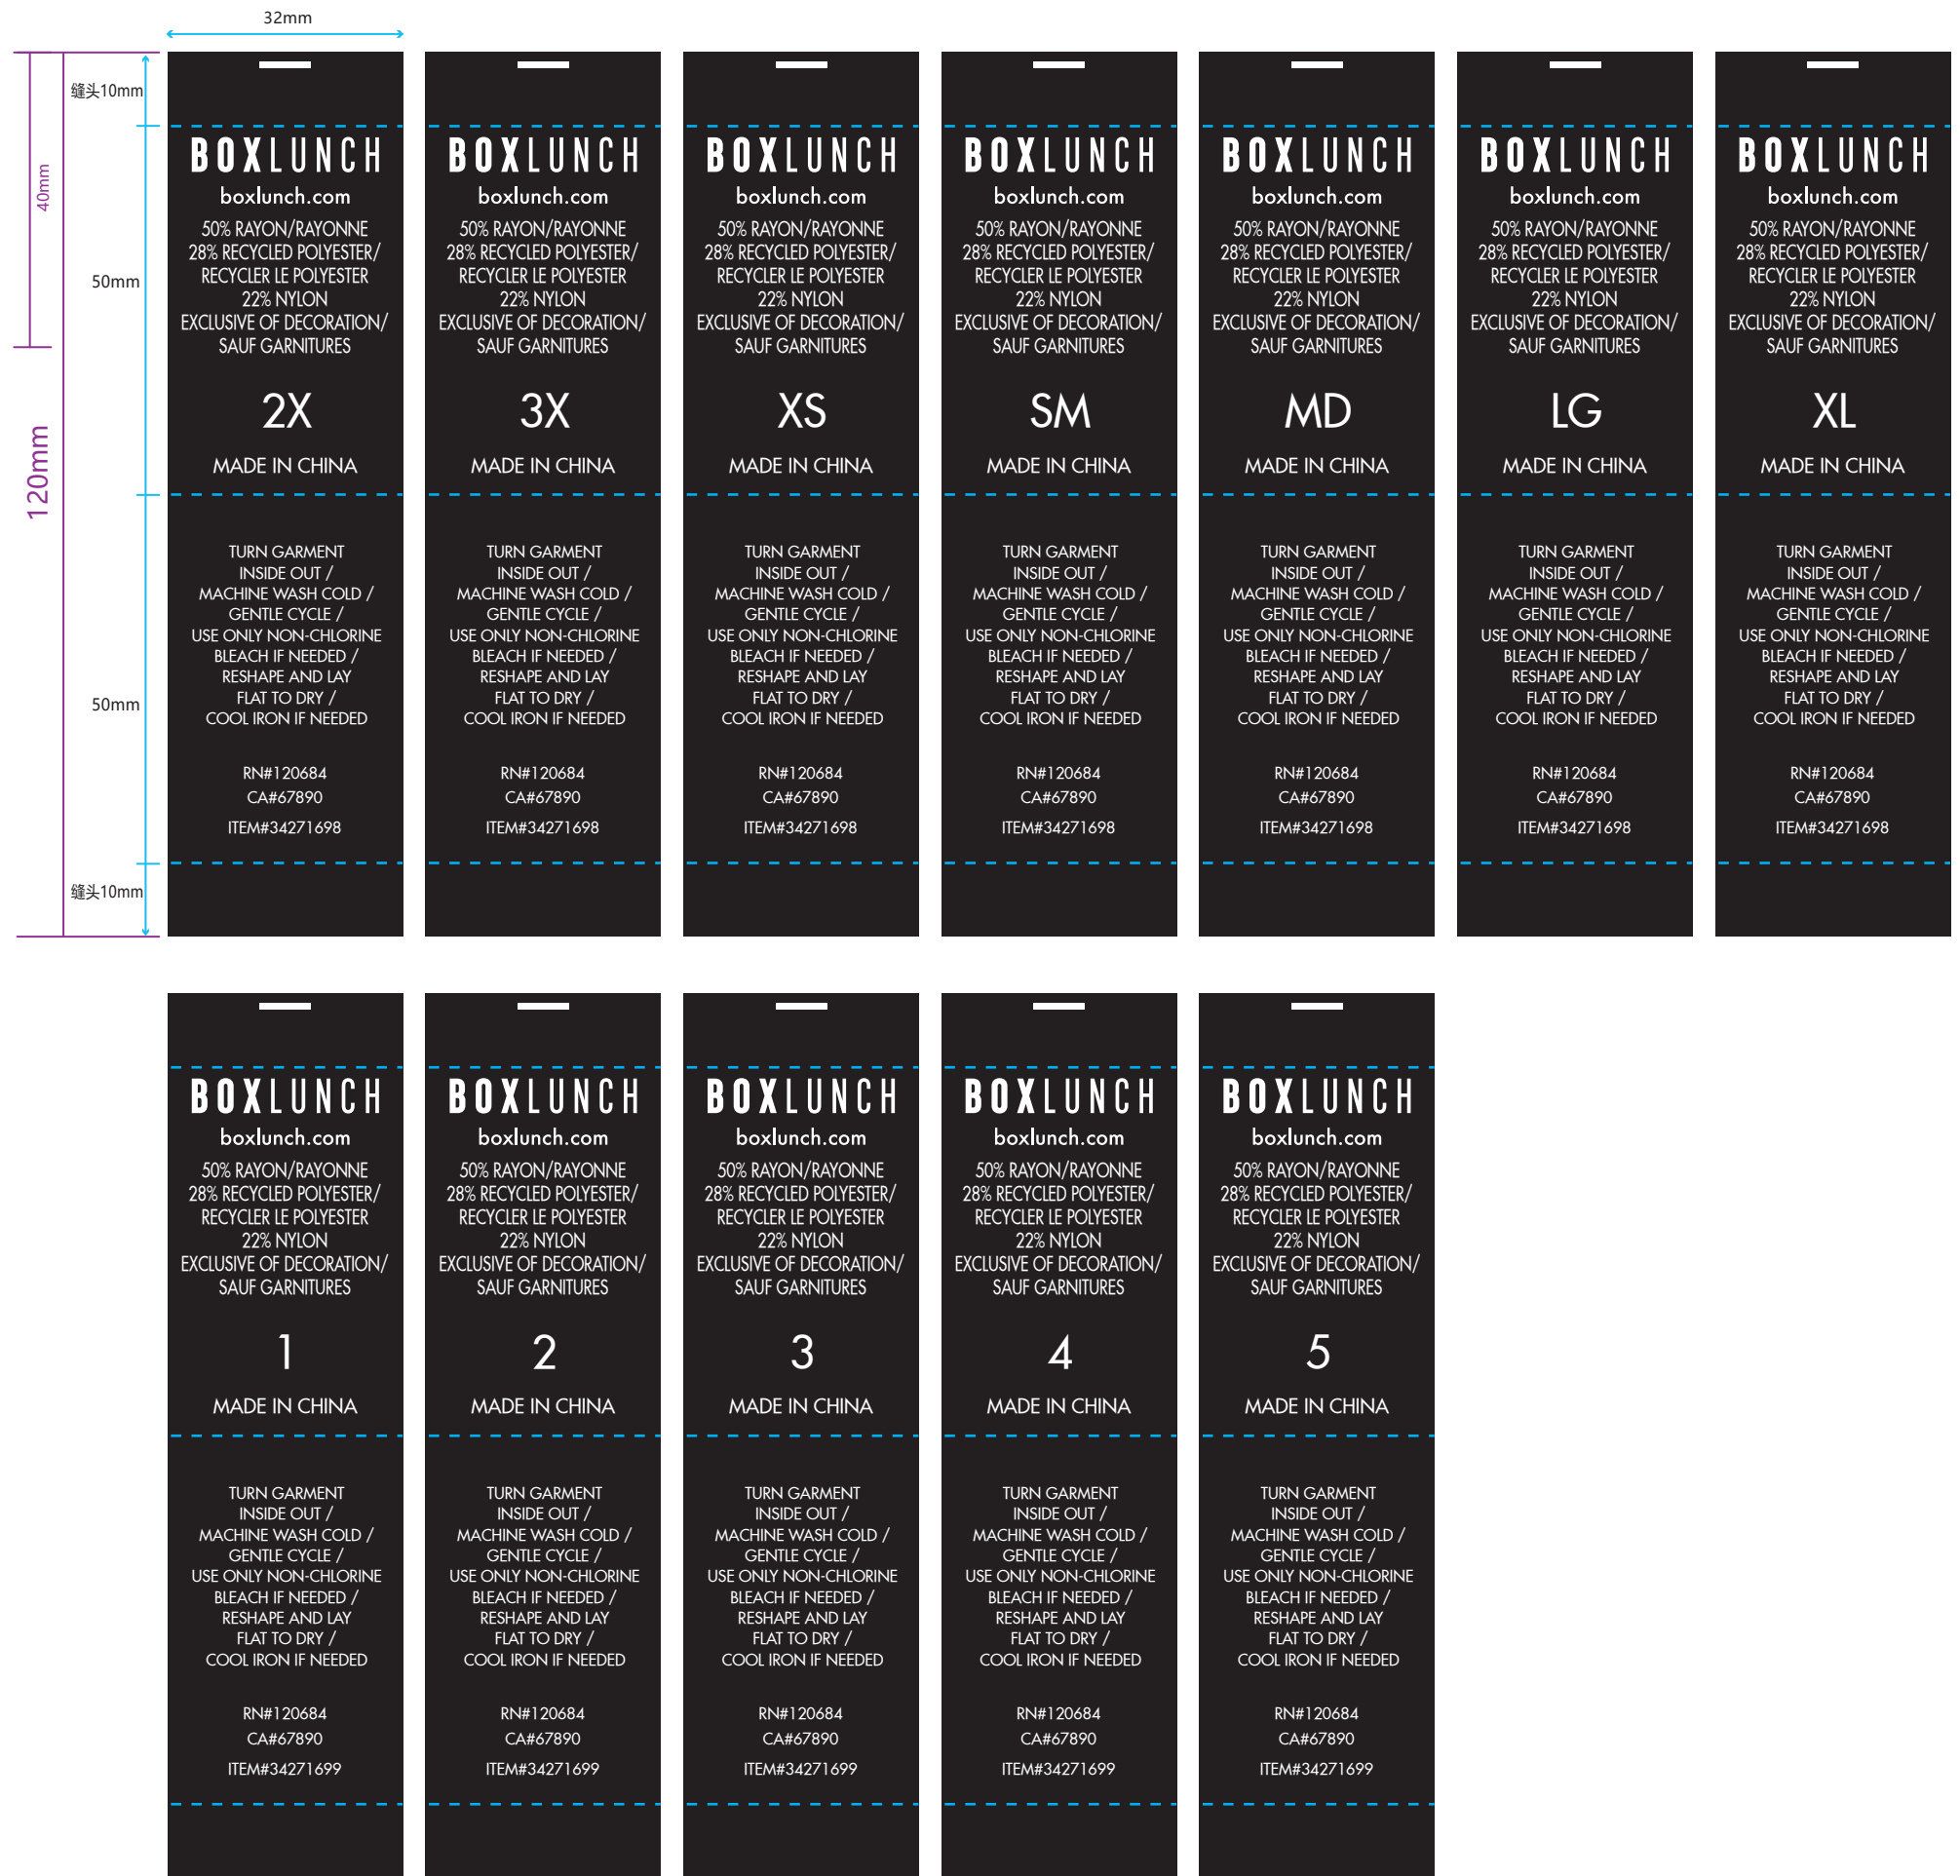 32mm
缝头10mm
40mm
50mm
120mm
50mm
缝头10mm
BOXLUNCH
boxlunch.com
50% RAYON/RAYONNE
28% RECYCLED POLYESTER/
RECYCLER LE POLYESTER
22% NYLON
EXCLUSIVE OF DECORATION/
SAUF GARNITURES
2X
MADE IN CHINA
TURN GARMENT
INSIDE OUT /
MACHINE WASH COLD /
GENTLE CYCLE /
USE ONLY NON-CHLORINE
BLEACH IF NEEDED /
RESHAPE AND LAY
FLAT TO DRY /
COOL IRON IF NEEDED
RN#120684
CA#67890
ITEM#34271698
BOXLUNCH
boxlunch.com
50% RAYON/RAYONNE
28% RECYCLED POLYESTER/
RECYCLER LE POLYESTER
22% NYLON
EXCLUSIVE OF DECORATION/
SAUF GARNITURES
3X
MADE IN CHINA
TURN GARMENT
INSIDE OUT /
MACHINE WASH COLD /
GENTLE CYCLE /
USE ONLY NON-CHLORINE
BLEACH IF NEEDED /
RESHAPE AND LAY
FLAT TO DRY /
COOL IRON IF NEEDED
RN#120684
CA#67890
ITEM#34271698
BOXLUNCH
boxlunch.com
50% RAYON/RAYONNE
28% RECYCLED POLYESTER/
RECYCLER LE POLYESTER
22% NYLON
EXCLUSIVE OF DECORATION/
SAUF GARNITURES
XS
MADE IN CHINA
TURN GARMENT
INSIDE OUT /
MACHINE WASH COLD /
GENTLE CYCLE /
USE ONLY NON-CHLORINE
BLEACH IF NEEDED /
RESHAPE AND LAY
FLAT TO DRY /
COOL IRON IF NEEDED
RN#120684
CA#67890
ITEM#34271698
BOXLUNCH
boxlunch.com
50% RAYON/RAYONNE
28% RECYCLED POLYESTER/
RECYCLER LE POLYESTER
22% NYLON
EXCLUSIVE OF DECORATION/
SAUF GARNITURES
SM
MADE IN CHINA
TURN GARMENT
INSIDE OUT /
MACHINE WASH COLD /
GENTLE CYCLE /
USE ONLY NON-CHLORINE
BLEACH IF NEEDED /
RESHAPE AND LAY
FLAT TO DRY /
COOL IRON IF NEEDED
RN#120684
CA#67890
ITEM#34271698
BOXLUNCH
boxlunch.com
50% RAYON/RAYONNE
28% RECYCLED POLYESTER/
RECYCLER LE POLYESTER
22% NYLON
EXCLUSIVE OF DECORATION/
SAUF GARNITURES
MD
MADE IN CHINA
TURN GARMENT
INSIDE OUT /
MACHINE WASH COLD /
GENTLE CYCLE /
USE ONLY NON-CHLORINE
BLEACH IF NEEDED /
RESHAPE AND LAY
FLAT TO DRY /
COOL IRON IF NEEDED
RN#120684
CA#67890
ITEM#34271698
BOXLUNCH
boxlunch.com
50% RAYON/RAYONNE
28% RECYCLED POLYESTER/
RECYCLER LE POLYESTER
22% NYLON
EXCLUSIVE OF DECORATION/
SAUF GARNITURES
LG
MADE IN CHINA
TURN GARMENT
INSIDE OUT /
MACHINE WASH COLD /
GENTLE CYCLE /
USE ONLY NON-CHLORINE
BLEACH IF NEEDED /
RESHAPE AND LAY
FLAT TO DRY /
COOL IRON IF NEEDED
RN#120684
CA#67890
ITEM#34271698
BOXLUNCH
boxlunch.com
50% RAYON/RAYONNE
28% RECYCLED POLYESTER/
RECYCLER LE POLYESTER
22% NYLON
EXCLUSIVE OF DECORATION/
SAUF GARNITURES
XL
MADE IN CHINA
TURN GARMENT
INSIDE OUT /
MACHINE WASH COLD /
GENTLE CYCLE /
USE ONLY NON-CHLORINE
BLEACH IF NEEDED /
RESHAPE AND LAY
FLAT TO DRY /
COOL IRON IF NEEDED
RN#120684
CA#67890
ITEM#34271698
BOXLUNCH
boxlunch.com
50% RAYON/RAYONNE
28% RECYCLED POLYESTER/
RECYCLER LE POLYESTER
22% NYLON
EXCLUSIVE OF DECORATION/
SAUF GARNITURES
1
MADE IN CHINA
TURN GARMENT
INSIDE OUT /
MACHINE WASH COLD /
GENTLE CYCLE /
USE ONLY NON-CHLORINE
BLEACH IF NEEDED /
RESHAPE AND LAY
FLAT TO DRY /
COOL IRON IF NEEDED
RN#120684
CA#67890
ITEM#34271699
BOXLUNCH
boxlunch.com
50% RAYON/RAYONNE
28% RECYCLED POLYESTER/
RECYCLER LE POLYESTER
22% NYLON
EXCLUSIVE OF DECORATION/
SAUF GARNITURES
2
MADE IN CHINA
TURN GARMENT
INSIDE OUT /
MACHINE WASH COLD /
GENTLE CYCLE /
USE ONLY NON-CHLORINE
BLEACH IF NEEDED /
RESHAPE AND LAY
FLAT TO DRY /
COOL IRON IF NEEDED
RN#120684
CA#67890
ITEM#34271699
BOXLUNCH
boxlunch.com
50% RAYON/RAYONNE
28% RECYCLED POLYESTER/
RECYCLER LE POLYESTER
22% NYLON
EXCLUSIVE OF DECORATION/
SAUF GARNITURES
3
MADE IN CHINA
TURN GARMENT
INSIDE OUT /
MACHINE WASH COLD /
GENTLE CYCLE /
USE ONLY NON-CHLORINE
BLEACH IF NEEDED /
RESHAPE AND LAY
FLAT TO DRY /
COOL IRON IF NEEDED
RN#120684
CA#67890
ITEM#34271699
BOXLUNCH
boxlunch.com
50% RAYON/RAYONNE
28% RECYCLED POLYESTER/
RECYCLER LE POLYESTER
22% NYLON
EXCLUSIVE OF DECORATION/
SAUF GARNITURES
4
MADE IN CHINA
TURN GARMENT
INSIDE OUT /
MACHINE WASH COLD /
GENTLE CYCLE /
USE ONLY NON-CHLORINE
BLEACH IF NEEDED /
RESHAPE AND LAY
FLAT TO DRY /
COOL IRON IF NEEDED
RN#120684
CA#67890
ITEM#34271699
BOXLUNCH
boxlunch.com
50% RAYON/RAYONNE
28% RECYCLED POLYESTER/
RECYCLER LE POLYESTER
22% NYLON
EXCLUSIVE OF DECORATION/
SAUF GARNITURES
5
MADE IN CHINA
TURN GARMENT
INSIDE OUT /
MACHINE WASH COLD /
GENTLE CYCLE /
USE ONLY NON-CHLORINE
BLEACH IF NEEDED /
RESHAPE AND LAY
FLAT TO DRY /
COOL IRON IF NEEDED
RN#120684
CA#67890
ITEM#34271699